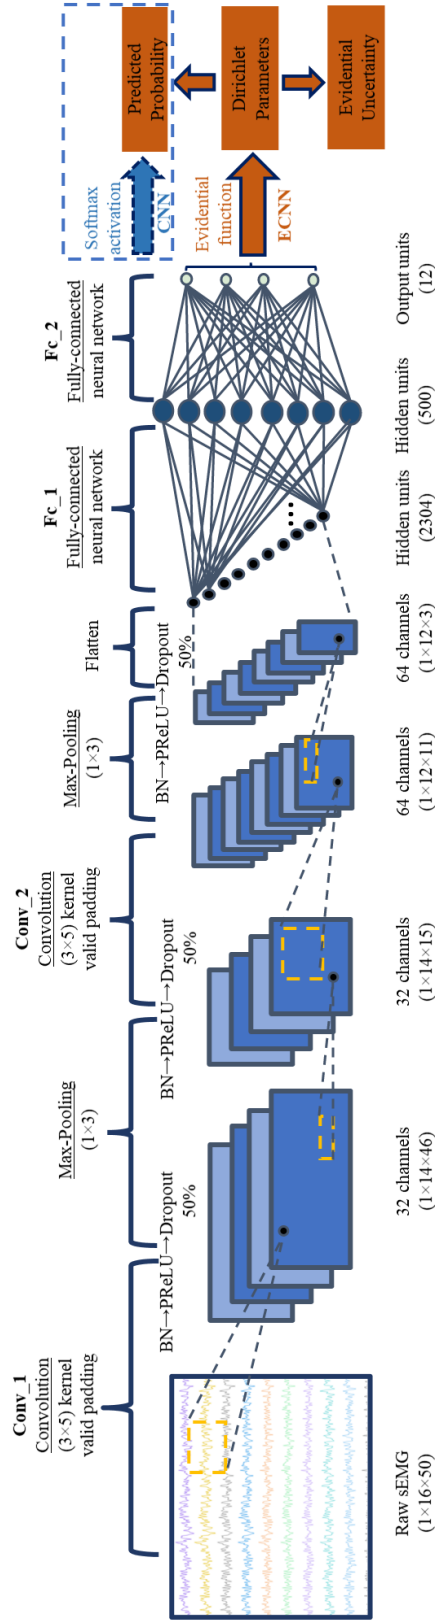 Conv_1
Convolution
(3×5) kernel
valid padding
Max-Pooling
(1×3)
Conv_2
Convolution
(3×5) kernel
valid padding
Max-Pooling
(1×3)
Flatten
Fc_1
Fully-connected
neural network
Fc_2
Fully-connected
neural network
BN→PReLU→Dropout
50%
BN→PReLU→Dropout
50%
BN→PReLU→Dropout
50%
Softmax
activation
CNN
Evidential
function
ECNN
Predicted
Probability
Dirichlet
Parameters
Evidential
Uncertainty
Raw sEMG
(1×16×50)
32 channels
(1×14×46)
32 channels
(1×14×15)
64 channels
(1×12×11)
64 channels
(1×12×3)
Hidden units
(2304)
Hidden units
(500)
Output units
(12)